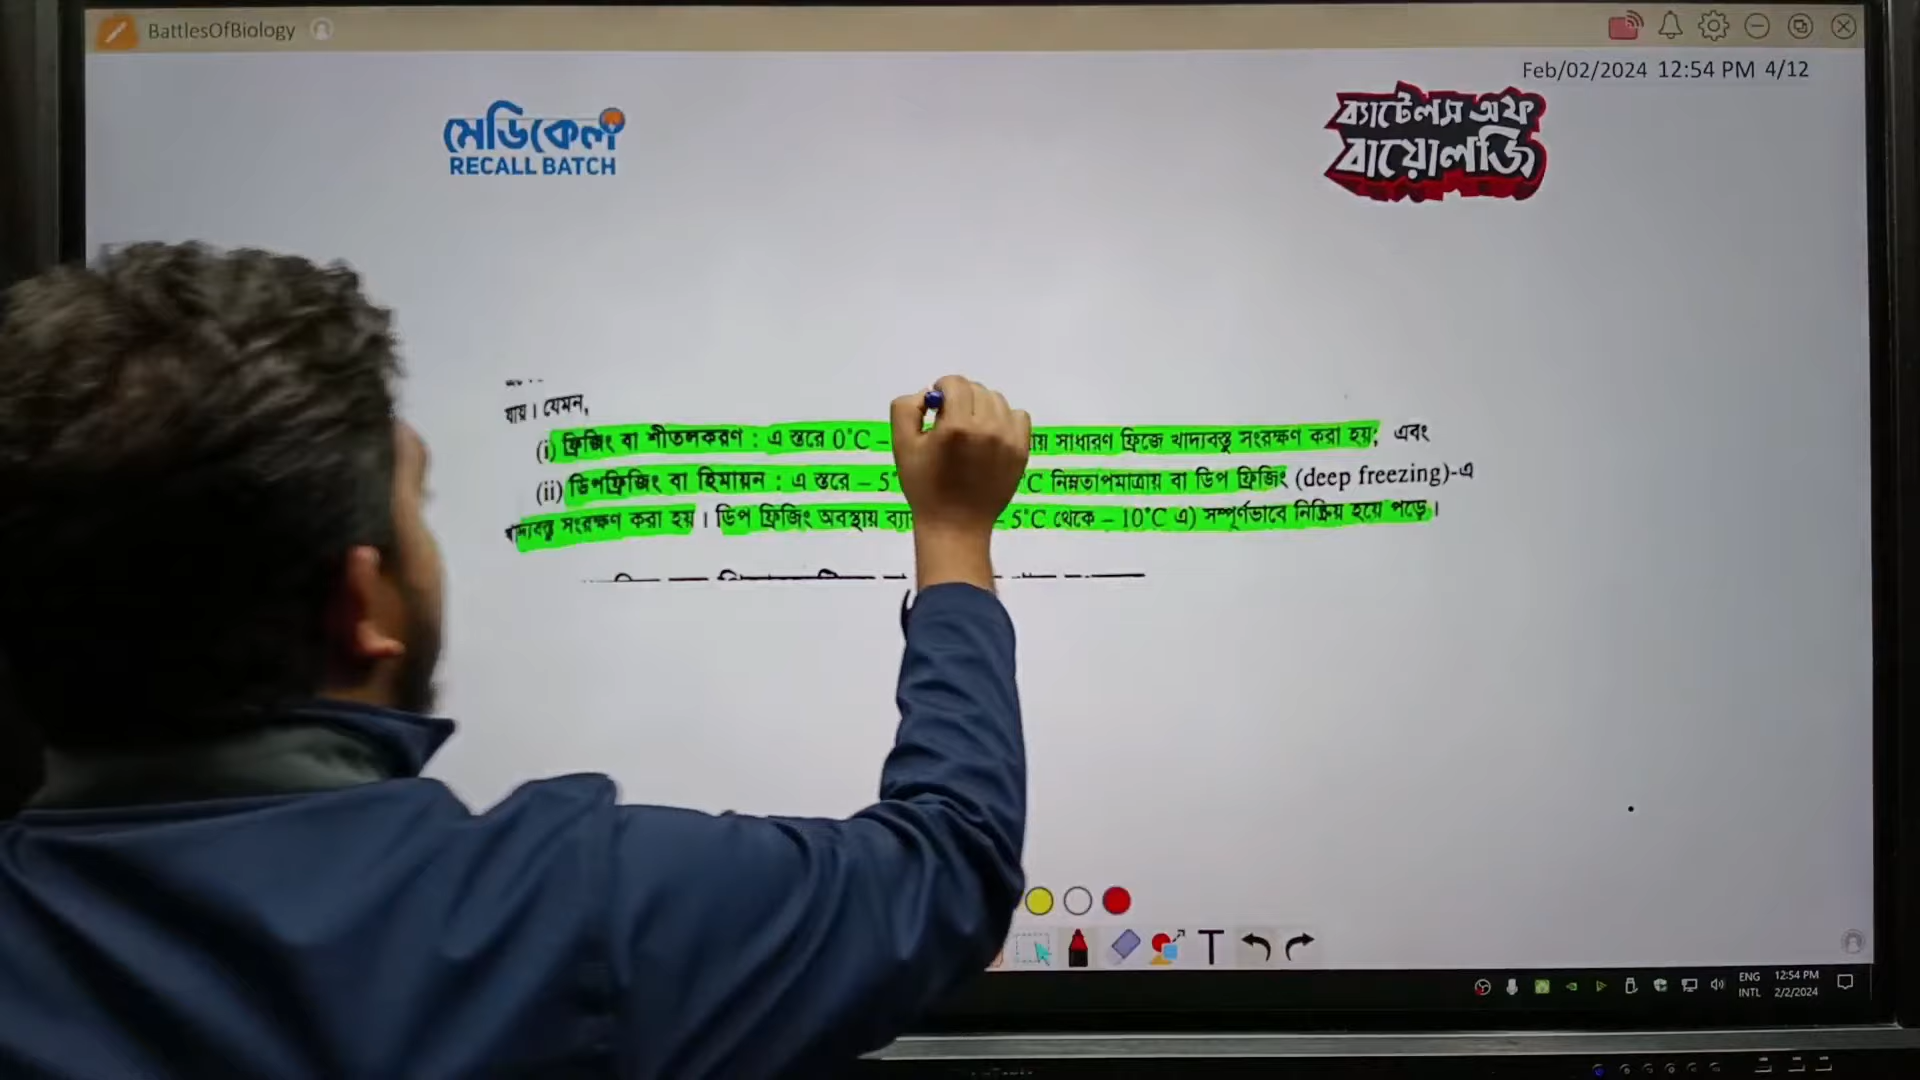 BattlesOfBiology
Feb/02/2024 12:54 PM 4/12
মেডিকেল
RECALL BATCH
ব্যাটেলস অফ
বায়োলজি
যায়। যেমন,
(i) ফ্রিজিং বা শীতলকরণ : এ স্তরে 0°C – সাধারণ ফ্রিজে খাদ্যবস্তু সংরক্ষণ করা হয়; এবং
(ii) ডিপফ্রিজিং বা হিমায়ন : এ স্তরে – 5° °C নিম্নতাপমাত্রায় বা ডিপ ফ্রিজিং (deep freezing)-এ
খাদ্যবস্তু সংরক্ষণ করা হয়। ডিপ ফ্রিজিং অবস্থায় – 5°C থেকে – 10°C এ) সম্পূর্ণভাবে নিষ্ক্রিয় হয়ে পড়ে।
T
ENG 12:54 PM
INTL 2/2/2024